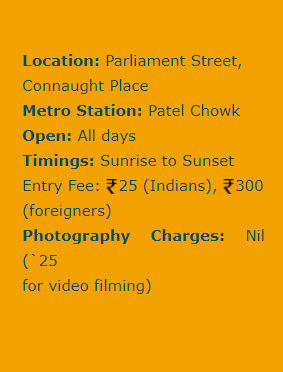 Location: Parliament Street,
Connaught Place
Metro Station: Patel Chowk
Open: All days
Timings: Sunrise to Sunset
Entry Fee: ₹25 (Indians), ₹300
(foreigners)
Photography Charges: Nil
(`25
for video filming)